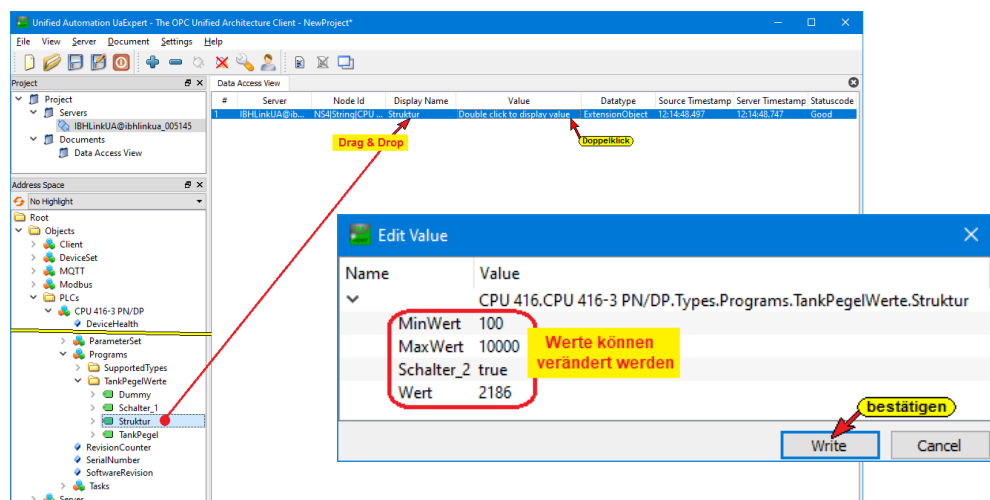 Unified Automation UaExpert - The OPC Unified Architecture Client - NewProject*
File View Server Document Settings Help
Project
Project
Servers
IBHLinkUA@ibhlinkua_005145
Documents
Data Access View
Address Space
No Highlight
Root
Objects
Client
DeviceSet
MQTT
Modbus
PLCs
CPU 416-3 PN/DP
DeviceHealth
ParameterSet
Programs
SupportedTypes
TankPegelWerte
Dummy
Schalter_1
Struktur
TankPegel
RevisionCounter
SerialNumber
SoftwareRevision
Tasks
Server
Data Access View
# Server Node Id Display Name Value Datatype Source Timestamp Server Timestamp Statuscode
1 IBHLinkUA@ib... NS4|String|CPU ... Struktur Double click to display value ExtensionObject 12:14:48.497 12:14:48.747 Good
Drag & Drop
Doppelklick
Edit Value
Name Value
CPU 416.CPU 416-3 PN/DP.Types.Programs.TankPegelWerte.Struktur
MinWert 100
MaxWert 10000
Schalter_2 true
Wert 2186
Werte können
verändert werden
bestätigen
Write Cancel